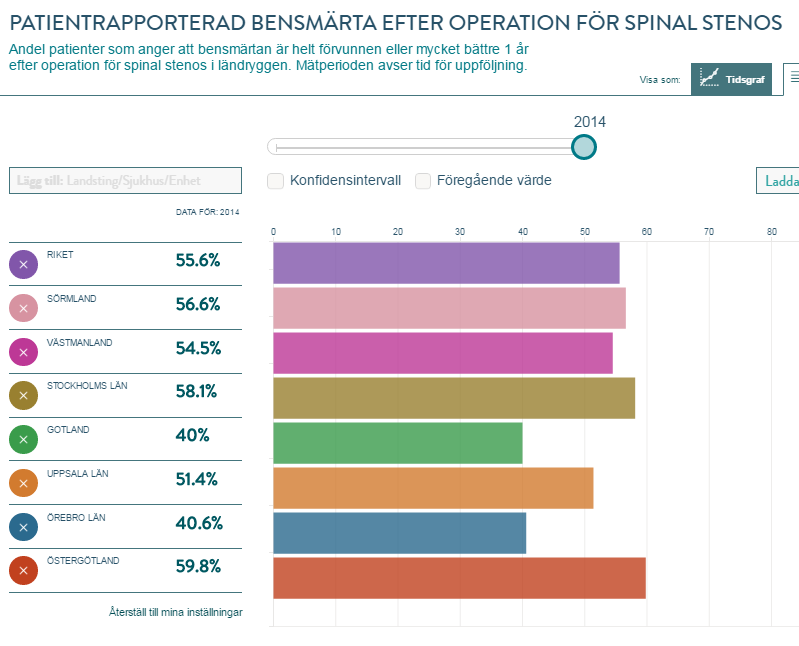 PATIENTRAPPORTERAD BENSMÄRTA EFTER OPERATION FÖR SPINAL STENOS
Andel patienter som anger att bensmärtan är helt förvunnen eller mycket bättre 1 år
efter operation för spinal stenos i ländryggen. Mätperioden avser tid för uppföljning.
Visa som: Tidsgraf
2014
Lägg till: Landsting/Sjukhus/Enhet
Konfidensintervall Föregående värde
Ladda
DATA FÖR: 2014
0 10 20 30 40 50 60 70 80
RIKET 55.6%
SÖRMLAND 56.6%
VÄSTMANLAND 54.5%
STOCKHOLMS LÄN 58.1%
GOTLAND 40%
UPPSALA LÄN 51.4%
ÖREBRO LÄN 40.6%
ÖSTERGÖTLAND 59.8%
Återställ till mina inställningar